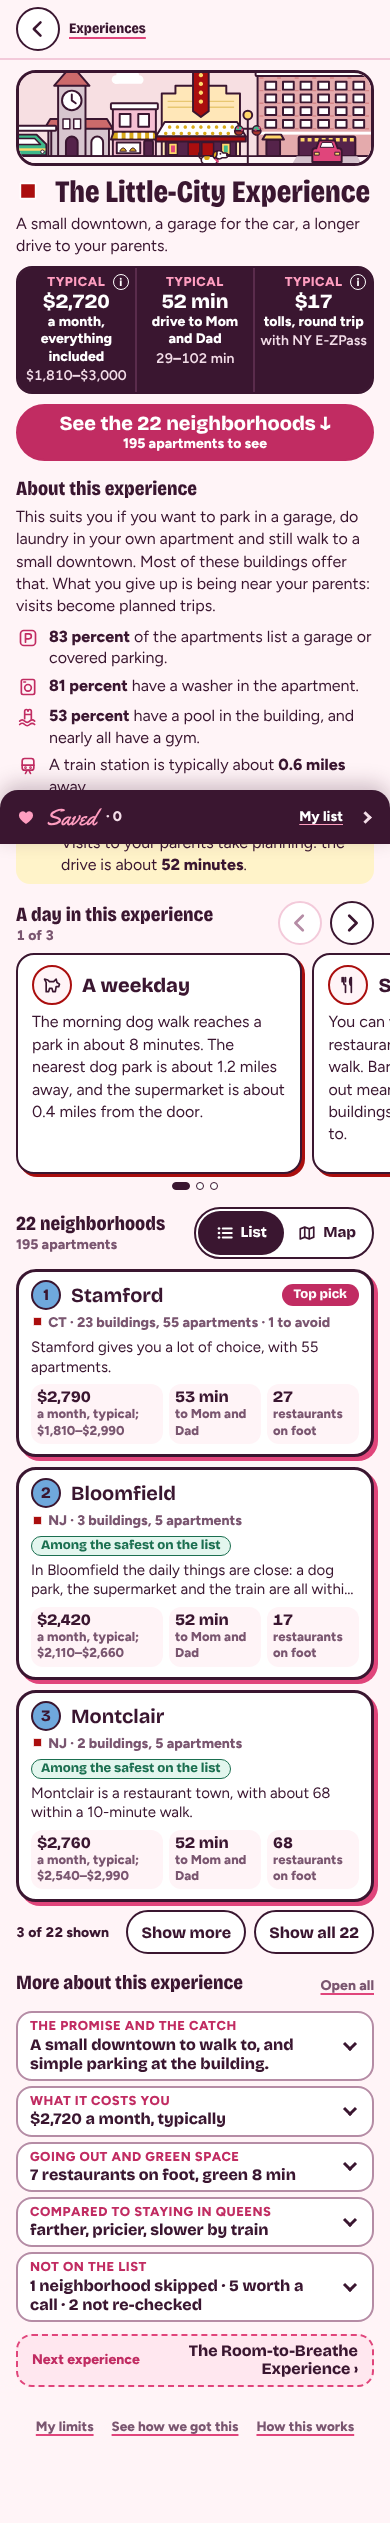 Experiences
The Little-City Experience
A small downtown, a garage for the car, a longer
drive to your parents.
TYPICAL
$2,720
a month,
everything
included
$1,810–$3,000
TYPICAL
52 min
drive to Mom
and Dad
29–102 min
TYPICAL
$17
tolls, round trip
with NY E-ZPass
See the 22 neighborhoods ↓
195 apartments to see
About this experience
This suits you if you want to park in a garage, do
laundry in your own apartment and still walk to a
small downtown. Most of these buildings offer
that. What you give up is being near your parents:
visits become planned trips.
83 percent of the apartments list a garage or
covered parking.
81 percent have a washer in the apartment.
53 percent have a pool in the building, and
nearly all have a gym.
A train station is typically about 0.6 miles
away.
Saved · 0
My list
Visits to your parents take planning: the
drive is about 52 minutes.
A day in this experience
1 of 3
A weekday
The morning dog walk reaches a
park in about 8 minutes. The
nearest dog park is about 1.2 miles
away, and the supermarket is about
0.4 miles from the door.
S
You can
restaurar
walk. Bar
out mear
buildings
to.
22 neighborhoods
195 apartments
List
Map
1
Stamford
Top pick
CT · 23 buildings, 55 apartments · 1 to avoid
Stamford gives you a lot of choice, with 55
apartments.
$2,790
a month, typical;
$1,810–$2,990
53 min
to Mom and
Dad
27
restaurants
on foot
2
Bloomfield
NJ · 3 buildings, 5 apartments
Among the safest on the list
In Bloomfield the daily things are close: a dog
park, the supermarket and the train are all withi...
$2,420
a month, typical;
$2,110–$2,660
52 min
to Mom and
Dad
17
restaurants
on foot
3
Montclair
NJ · 2 buildings, 5 apartments
Among the safest on the list
Montclair is a restaurant town, with about 68
within a 10-minute walk.
$2,760
a month, typical;
$2,540–$2,990
52 min
to Mom and
Dad
68
restaurants
on foot
3 of 22 shown
Show more
Show all 22
More about this experience
Open all
THE PROMISE AND THE CATCH
A small downtown to walk to, and
simple parking at the building.
WHAT IT COSTS YOU
$2,720 a month, typically
GOING OUT AND GREEN SPACE
7 restaurants on foot, green 8 min
COMPARED TO STAYING IN QUEENS
farther, pricier, slower by train
NOT ON THE LIST
1 neighborhood skipped · 5 worth a
call · 2 not re-checked
Next experience
The Room-to-Breathe
Experience ›
My limits
See how we got this
How this works